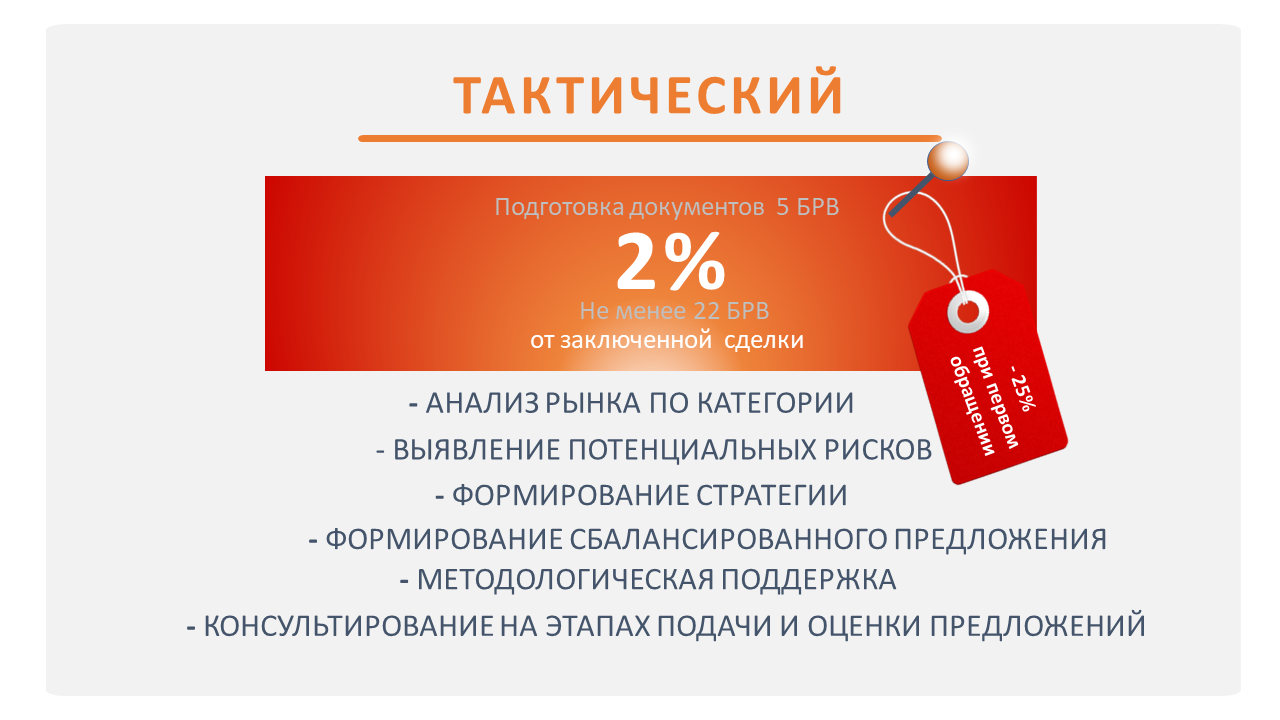 ТАКТИЧЕСКИЙ
Подготовка документов 5 БРВ
2%
Не менее 22 БРВ
от заключенной сделки
- 25%
при первом
обращении
- АНАЛИЗ РЫНКА ПО КАТЕГОРИИ
- ВЫЯВЛЕНИЕ ПОТЕНЦИАЛЬНЫХ РИСКОВ
- ФОРМИРОВАНИЕ СТРАТЕГИИ
- ФОРМИРОВАНИЕ СБАЛАНСИРОВАННОГО ПРЕДЛОЖЕНИЯ
- МЕТОДОЛОГИЧЕСКАЯ ПОДДЕРЖКА
- КОНСУЛЬТИРОВАНИЕ НА ЭТАПАХ ПОДАЧИ И ОЦЕНКИ ПРЕДЛОЖЕНИЙ